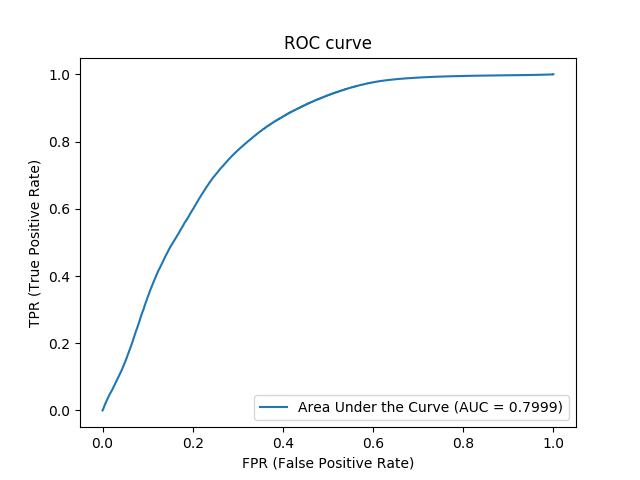 ROC curve
1.0
0.8
0.6
0.4
0.2
0.0
TPR (True Positive Rate)
Area Under the Curve (AUC = 0.7999)
0.0 0.2 0.4 0.6 0.8 1.0
FPR (False Positive Rate)